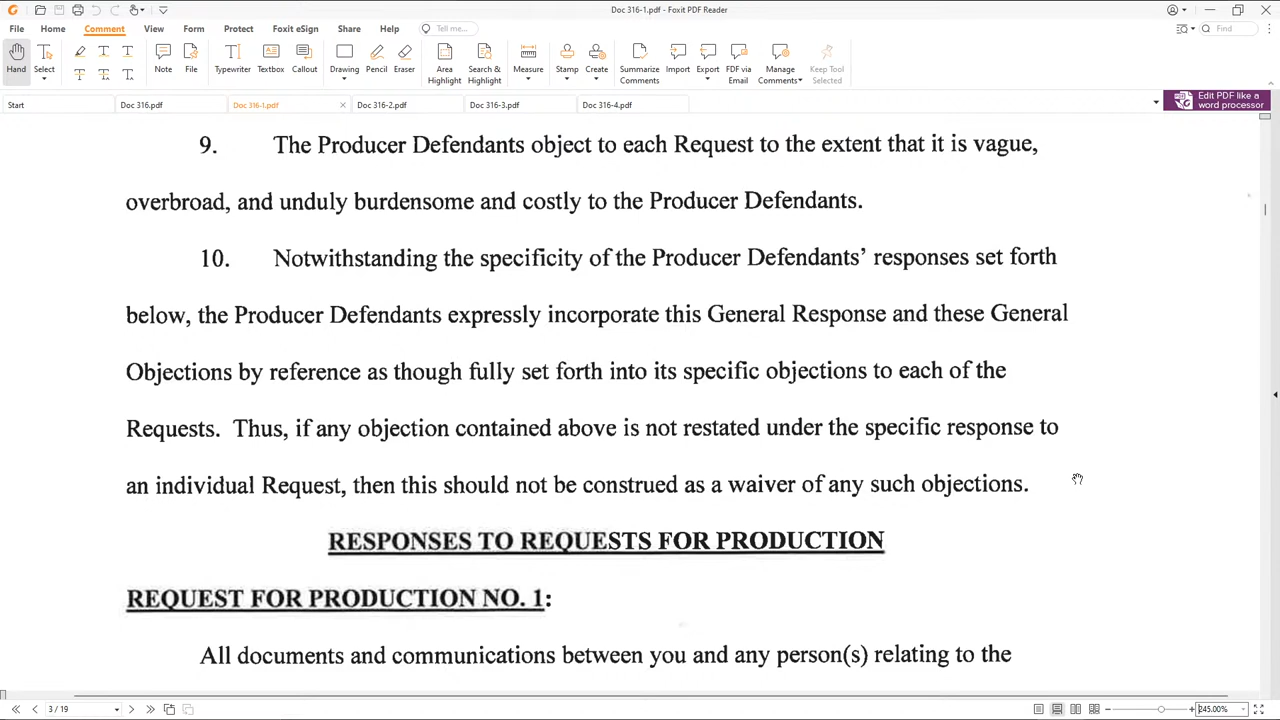 Doc 316-1.pdf - Foxit PDF Reader
File Home Comment View Form Protect Foxit eSign Share Help Tell me... Find
Hand Select Note File Typewriter Textbox Callout Drawing Pencil Eraser Area Highlight Search & Highlight Measure Stamp Create Summarize Comments Import Export PDF via Email Manage Comments Keep Tool Selected
Start Doc 316.pdf Doc 316-1.pdf Doc 316-2.pdf Doc 316-3.pdf Doc 316-4.pdf Edit PDF like a word processor
9. The Producer Defendants object to each Request to the extent that it is vague,
overbroad, and unduly burdensome and costly to the Producer Defendants.
10. Notwithstanding the specificity of the Producer Defendants' responses set forth
below, the Producer Defendants expressly incorporate this General Response and these General
Objections by reference as though fully set forth into its specific objections to each of the
Requests. Thus, if any objection contained above is not restated under the specific response to
an individual Request, then this should not be construed as a waiver of any such objections.
RESPONSES TO REQUESTS FOR PRODUCTION
REQUEST FOR PRODUCTION NO. 1:
All documents and communications between you and any person(s) relating to the
3 / 19 245.00%